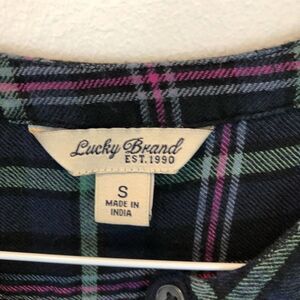 Lucky Brand
EST. 1990
S
MADE IN
INDIA